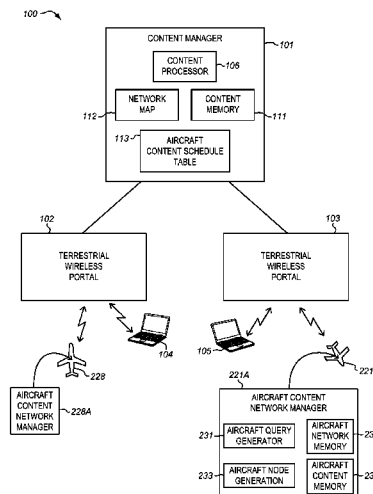 100
CONTENT MANAGER
101
CONTENT
PROCESSOR
106
NETWORK
MAP
112
CONTENT
MEMORY
111
113
AIRCRAFT
CONTENT SCHEDULE
TABLE
102
103
TERRESTRIAL
WIRELESS
PORTAL
TERRESTRIAL
WIRELESS
PORTAL
104
105
228
221
221A
AIRCRAFT
CONTENT
NETWORK
MANAGER
228A
AIRCRAFT CONTENT
NETWORK MANAGER
231
AIRCRAFT QUERY
GENERATOR
AIRCRAFT
NETWORK
MEMORY
233
AIRCRAFT NODE
GENERATION
AIRCRAFT
CONTENT
MEMORY